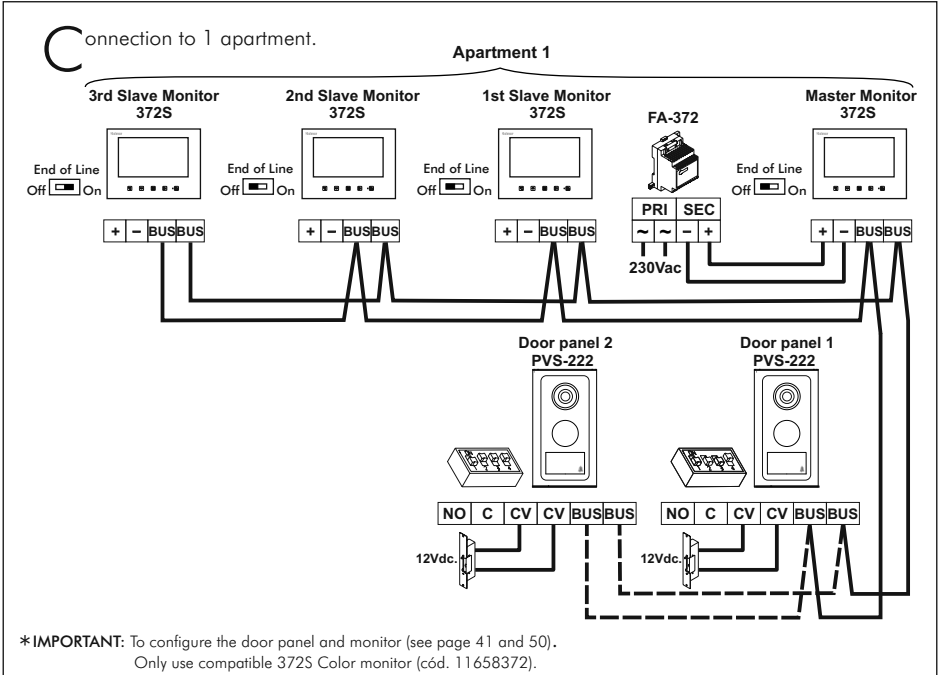 Connection to 1 apartment.
Apartment 1
3rd Slave Monitor
372S
2nd Slave Monitor
372S
1st Slave Monitor
372S
FA-372
Master Monitor
372S
End of Line
Off On
End of Line
Off On
End of Line
Off On
End of Line
Off On
PRI SEC
+ – BUS BUS
+ – BUS BUS
+ – BUS BUS
~ ~ – +
+ – BUS BUS
230Vac
Door panel 2
PVS-222
Door panel 1
PVS-222
NO C CV CV BUS BUS
NO C CV CV BUS BUS
12Vdc.
12Vdc.
*IMPORTANT: To configure the door panel and monitor (see page 41 and 50).
Only use compatible 372S Color monitor (cód. 11658372).